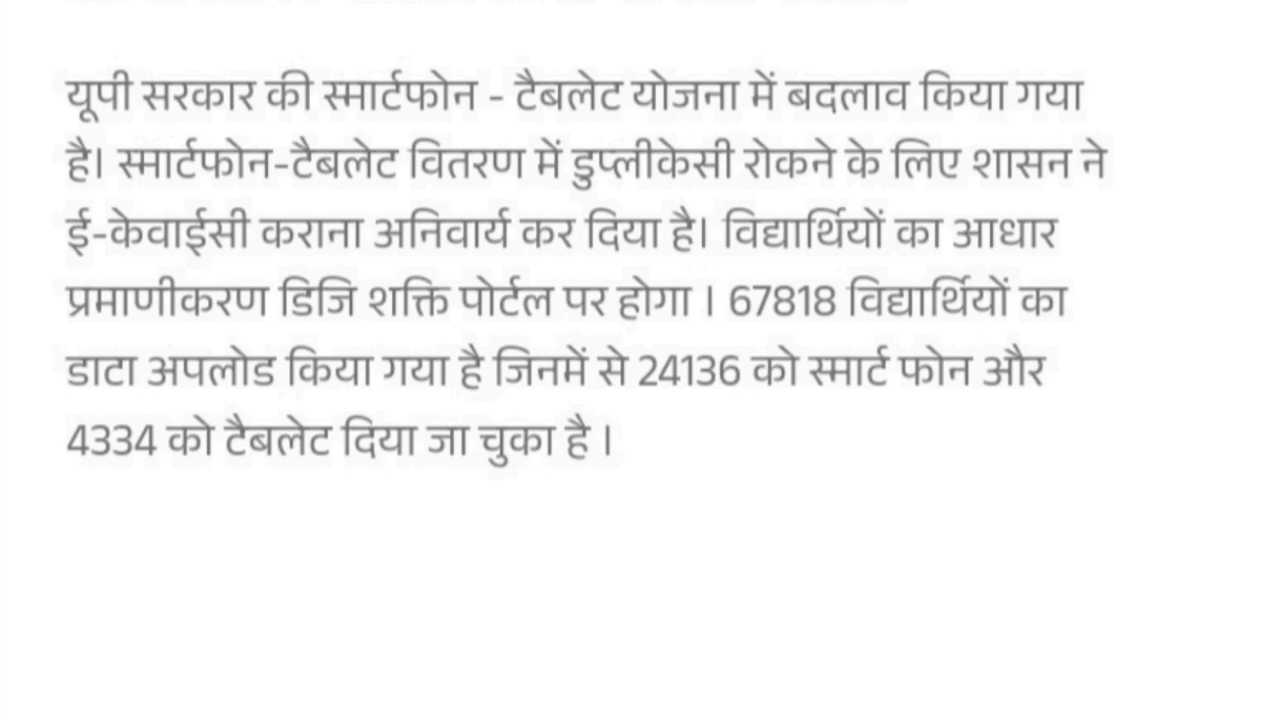 यूपी सरकार की स्मार्टफोन - टैबलेट योजना में बदलाव किया गया
है। स्मार्टफोन-टैबलेट वितरण में डुप्लीकेसी रोकने के लिए शासन ने
ई-केवाईसी कराना अनिवार्य कर दिया है। विद्यार्थियों का आधार
प्रमाणीकरण डिजि शक्ति पोर्टल पर होगा । 67818 विद्यार्थियों का
डाटा अपलोड किया गया है जिनमें से 24136 को स्मार्ट फोन और
4334 को टैबलेट दिया जा चुका है ।